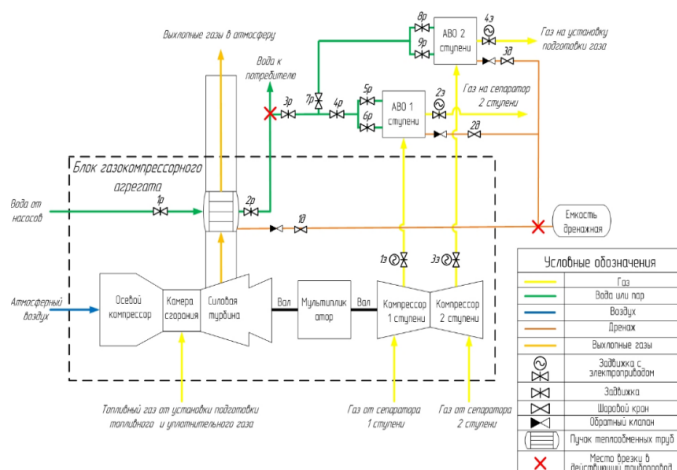 Выхлопные газы в атмосферу
Вода к
потребителю
8р
9р
АВО 2
ступени
4з
Газ на установку
подготовки газа
3д
7р
3р
4р
5р
6р
АВО 1
ступени
2з
Газ на сепаратор
2 ступени
2д
Блок газокомпрессорного
агрегата
Вода от
насосов
1р
2р
1д
Емкость
дренажная
1з
3з
Атмосферный
воздух
Осевой
компрессор
Камера
сгорания
Силовая
турбина
Вал
Мультиплик
атор
Вал
Компрессор
1 ступени
Компрессор
2 ступени
Топливный газ от установки подготовки
топливного и уплотнительного газа
Газ от сепаратора
1 ступени
Газ от сепаратора
2 ступени
Условные обозначения
Газ
Вода или пар
Воздух
Дренаж
Выхлопные газы
Задвижка с
электроприводом
Задвижка
Шаровой кран
Обратный клапан
Пучок теплообменных труб
Место врезки в
действующий трубопровод